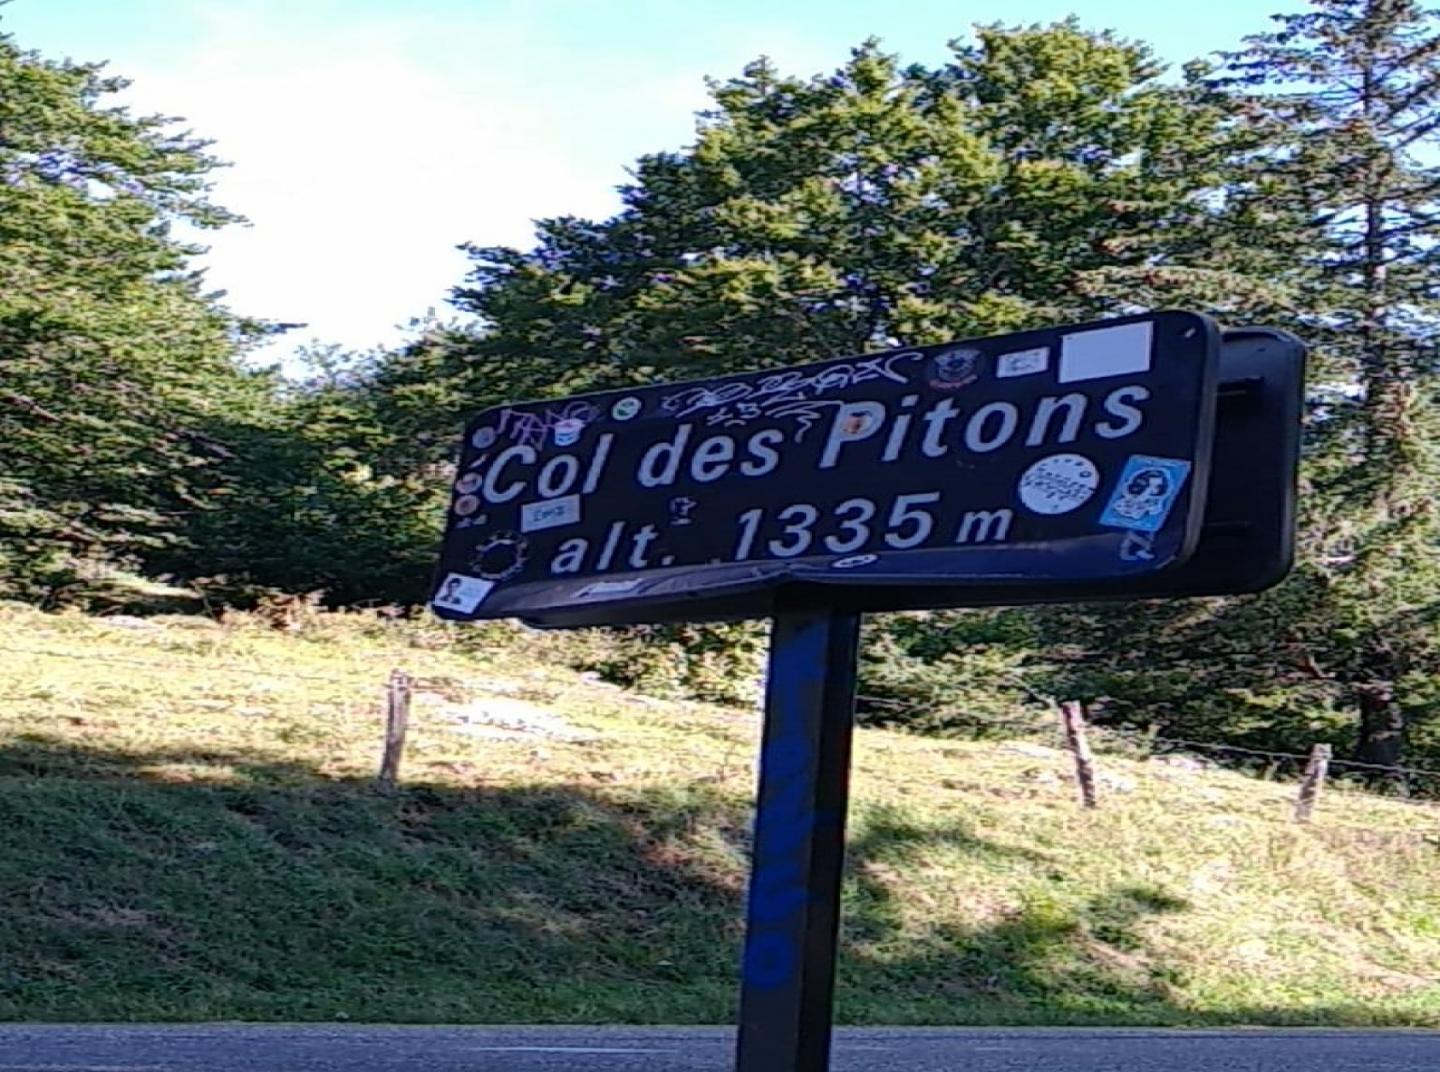 Col des Pitons
alt. 1335 m